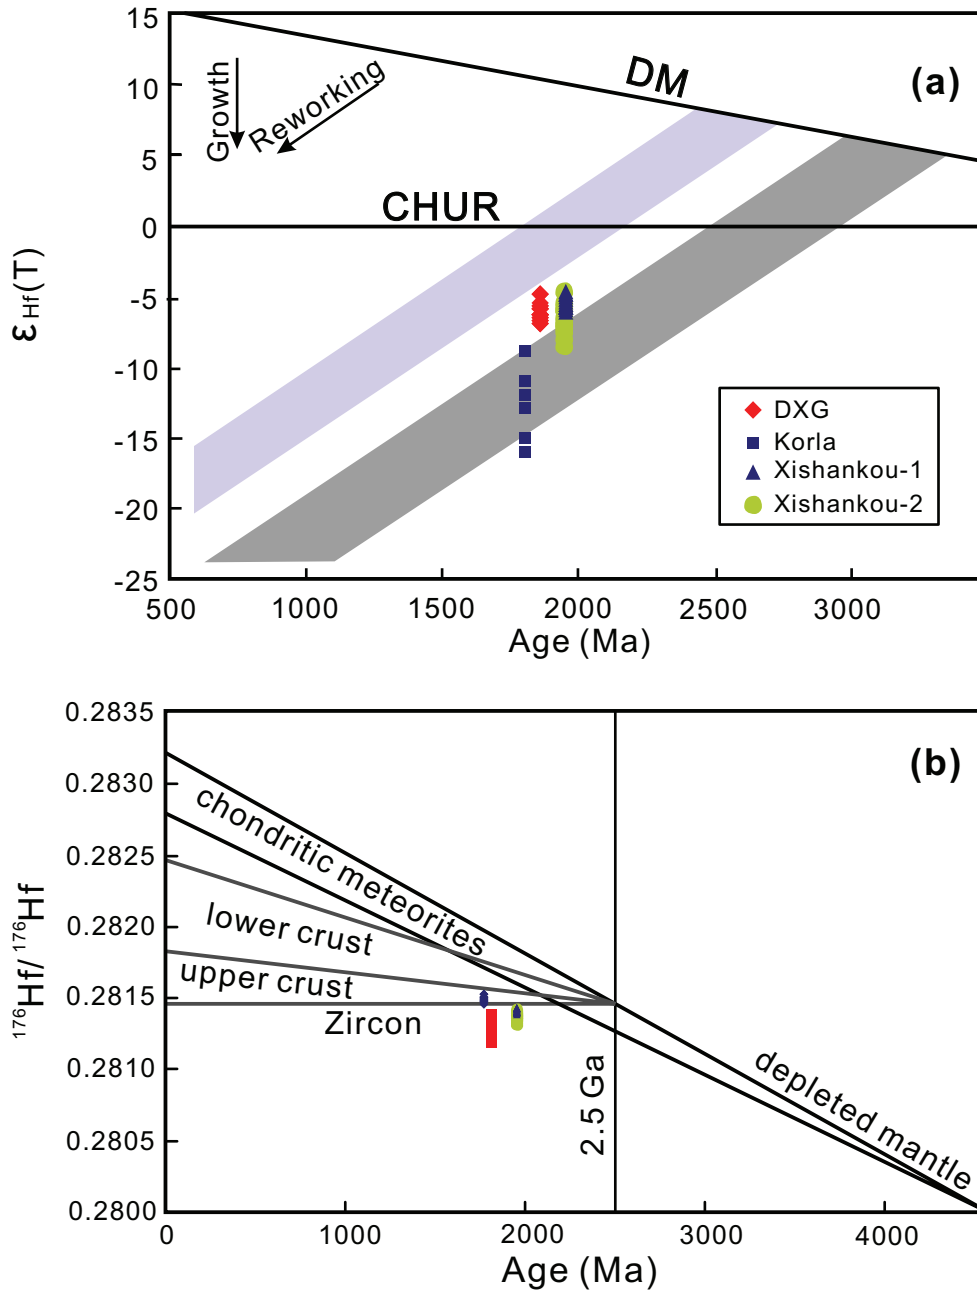 15
10
5
0
-5
-10
-15
-20
-25
εHf(T)
Growth
Reworking
DM
(a)
CHUR
DXG
Korla
Xishankou-1
Xishankou-2
500 1000 1500 2000 2500 3000
Age (Ma)
0.2835
0.2830
0.2825
0.2820
0.2815
0.2810
0.2805
0.2800
¹⁷⁶Hf/ ¹⁷⁶Hf
(b)
chondritic meteorites
lower crust
upper crust
Zircon
2.5 Ga
depleted mantle
0 1000 2000 3000 4000
Age (Ma)